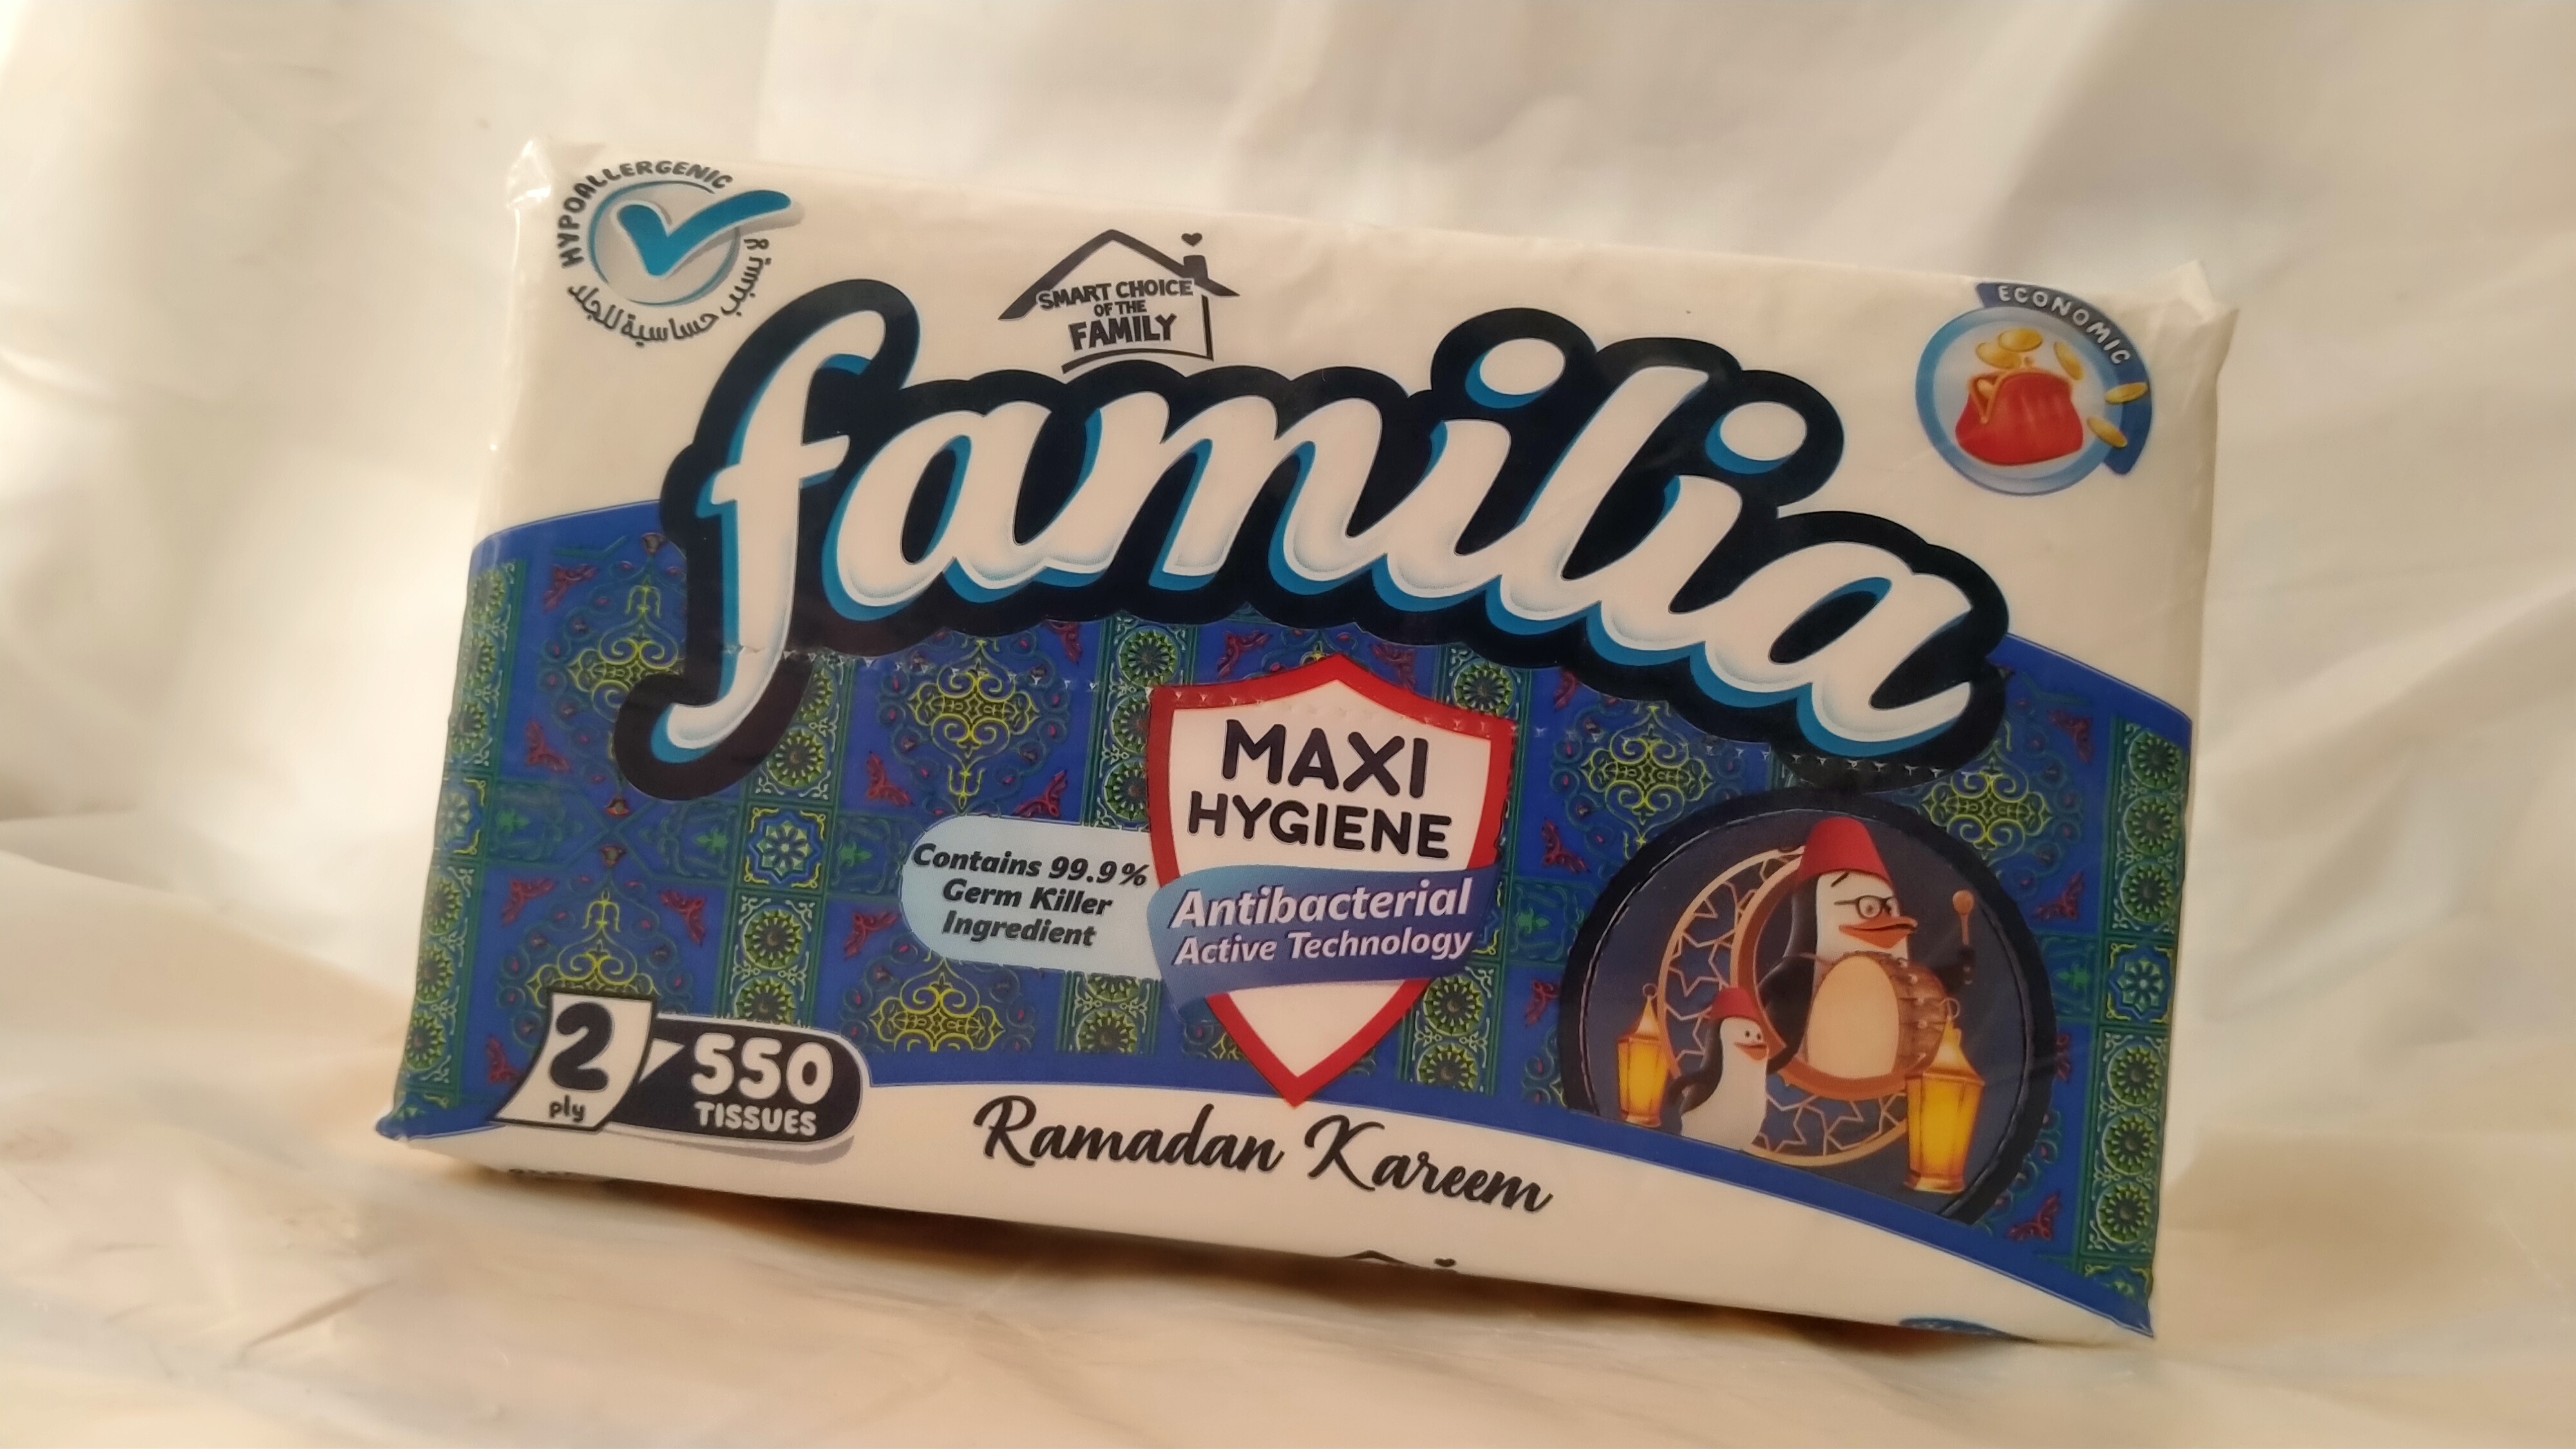 HYPOALLERGENIC
لا تسبب حساسية للجلد
SMART CHOICE
OF THE
FAMILY
ECONOMIC
familia
MAXI
HYGIENE
Contains 99.9%
Germ Killer
Ingredient
Antibacterial
Active Technology
2
ply
550
TISSUES
Ramadan Kareem